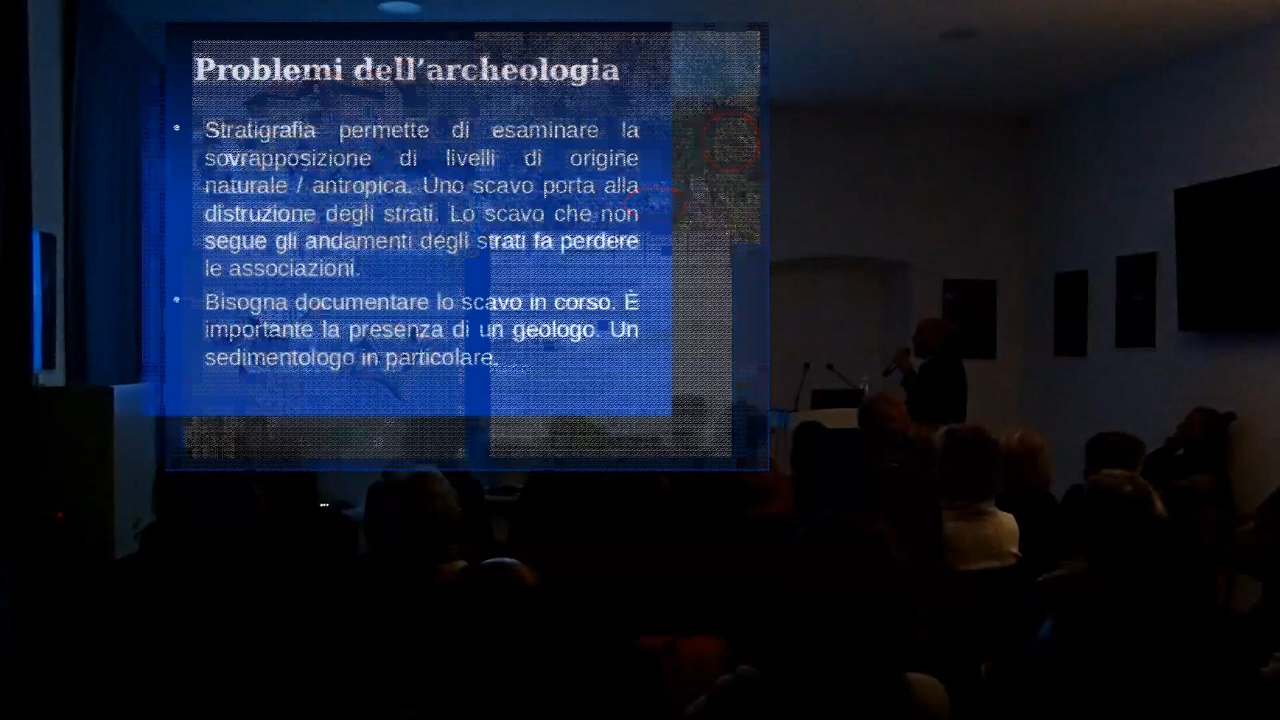 Problemi dell'archeologia
• Stratigrafia permette di esaminare la
sovrapposizione di livelli di origine
naturale / antropica. Uno scavo porta alla
distruzione degli strati. Lo scavo che non
segue gli andamenti degli strati fa perdere
le associazioni.
• Bisogna documentare lo scavo in corso. È
importante la presenza di un geologo. Un
sedimentologo in particolare.